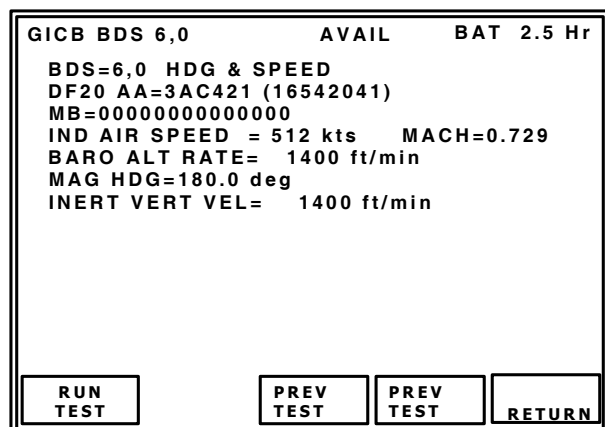 GICB BDS 6,0 AVAIL BAT 2.5 Hr
BDS=6,0 HDG & SPEED
DF20 AA=3AC421 (16542041)
MB=00000000000000
IND AIR SPEED = 512 kts MACH=0.729
BARO ALT RATE= 1400 ft/min
MAG HDG=180.0 deg
INERT VERT VEL= 1400 ft/min
RUN TEST
PREV TEST
PREV TEST
RETURN